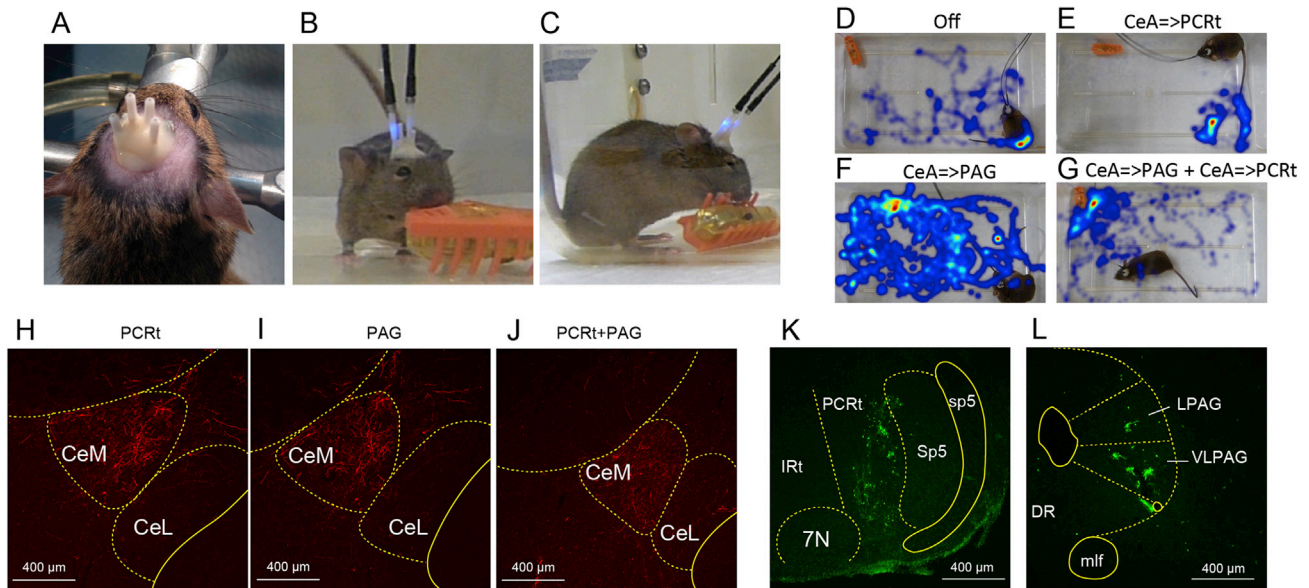 A
B
C
D
Off
E
CeA=>PCRt
F
CeA=>PAG
G
CeA=>PAG + CeA=>PCRt
H
PCRt
CeM
CeL
400 µm
I
PAG
CeM
CeL
400 µm
J
PCRt+PAG
CeM
CeL
400 µm
K
PCRt
sp5
Sp5
IRt
7N
400 µm
L
LPAG
VLPAG
DR
mlf
400 µm